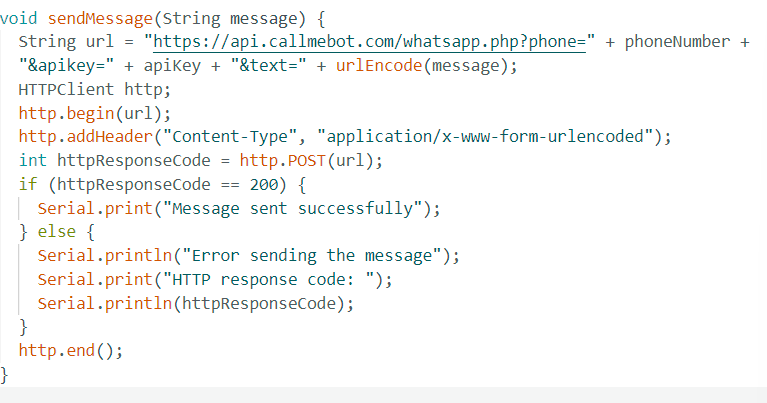 void sendMessage(String message) {
String url = "https://api.callmebot.com/whatsapp.php?phone=" + phoneNumber +
"&apikey=" + apiKey + "&text=" + urlEncode(message);
HTTPClient http;
http.begin(url);
http.addHeader("Content-Type", "application/x-www-form-urlencoded");
int httpResponseCode = http.POST(url);
if (httpResponseCode == 200) {
Serial.print("Message sent successfully");
} else {
Serial.println("Error sending the message");
Serial.print("HTTP response code: ");
Serial.println(httpResponseCode);
}
http.end();
}